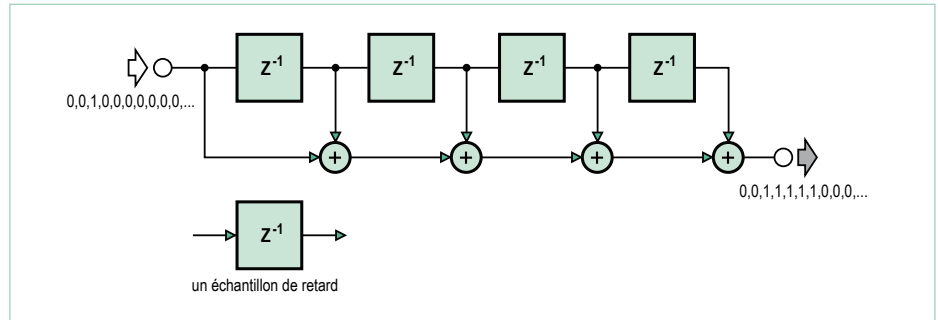 Z-1 Z-1 Z-1 Z-1
0,0,1,0,0,0,0,0,0,0,...
+ + + +
0,0,1,1,1,1,1,0,0,0,...
Z-1
un échantillon de retard